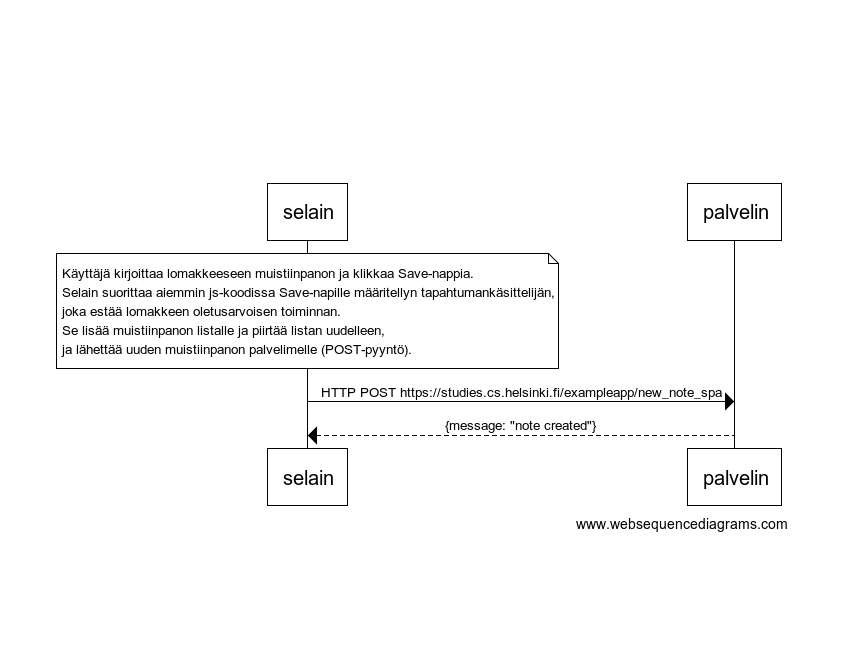 selain
palvelin
Käyttäjä kirjoittaa lomakkeeseen muistiinpanon ja klikkaa Save-nappia.
Selain suorittaa aiemmin js-koodissa Save-napille määritellyn tapahtumankäsittelijän,
joka estää lomakkeen oletusarvoisen toiminnan.
Se lisää muistiinpanon listalle ja piirtää listan uudelleen,
ja lähettää uuden muistiinpanon palvelimelle (POST-pyyntö).
HTTP POST https://studies.cs.helsinki.fi/exampleapp/new_note_spa
{message: "note created"}
selain
palvelin
www.websequencediagrams.com